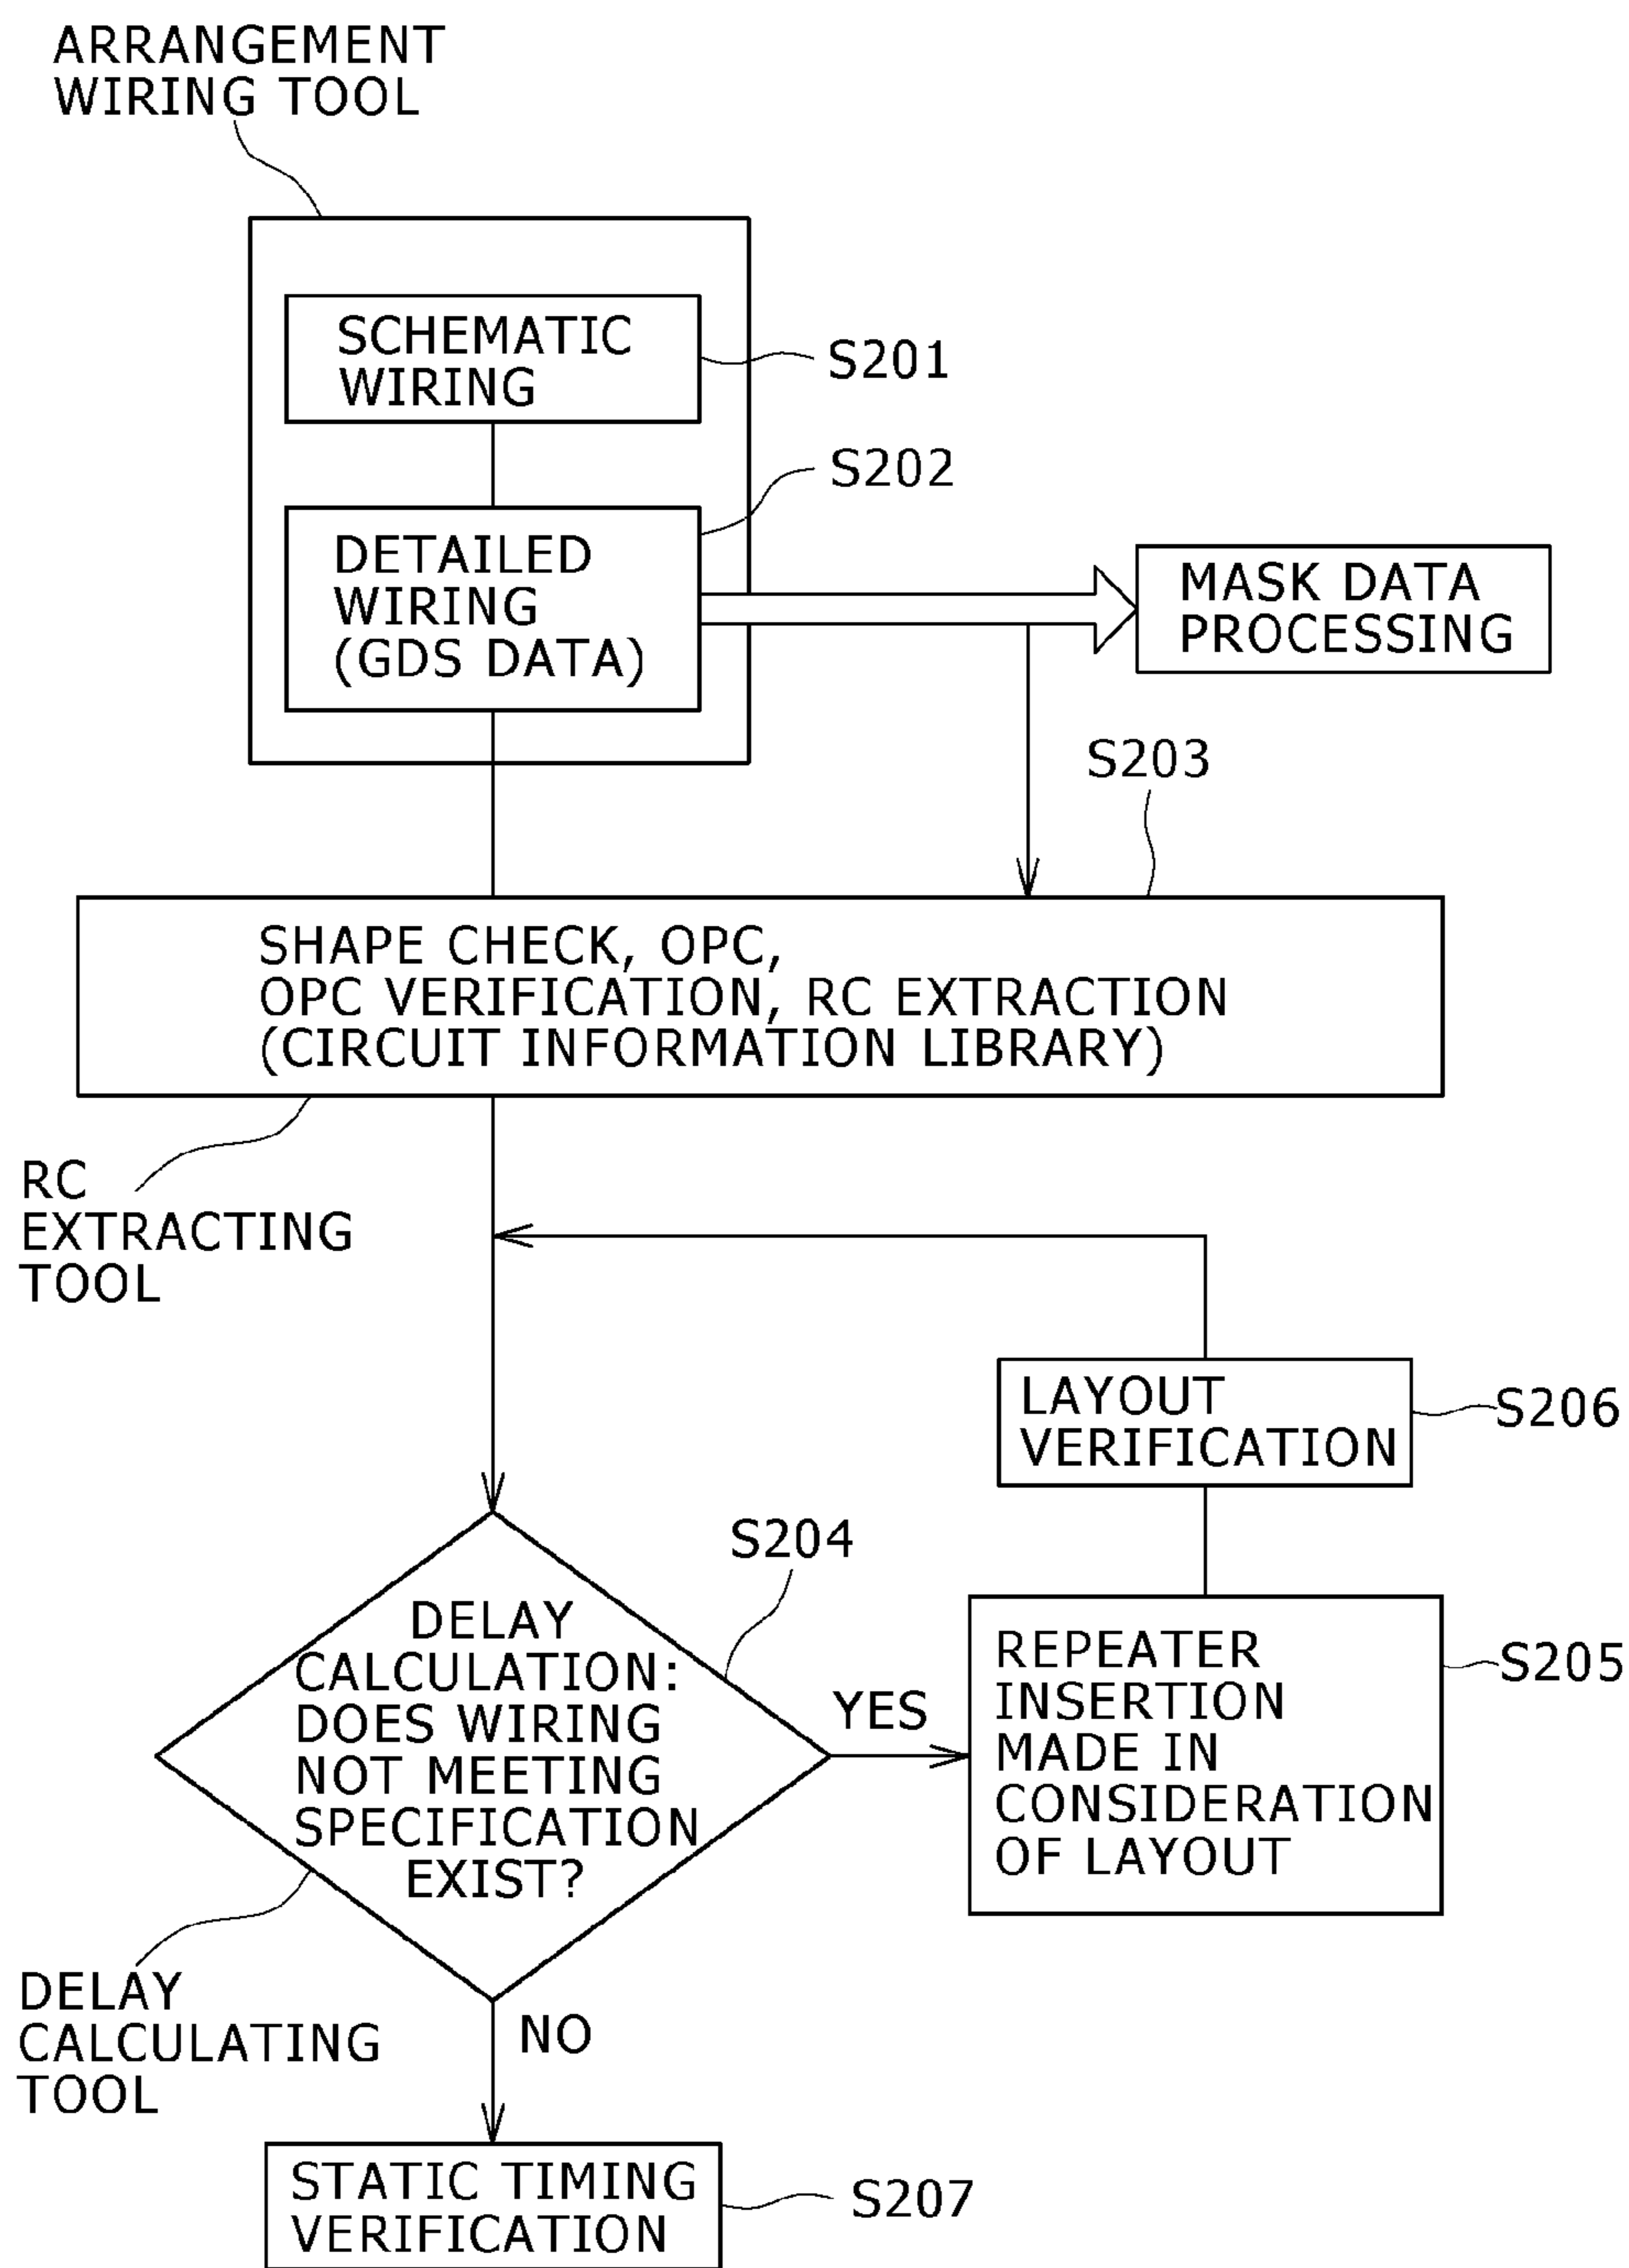 ARRANGEMENT
WIRING TOOL
SCHEMATIC
WIRING
S201
S202
DETAILED
WIRING
(GDS DATA)
MASK DATA
PROCESSING
S203
SHAPE CHECK, OPC,
OPC VERIFICATION, RC EXTRACTION
(CIRCUIT INFORMATION LIBRARY)
RC
EXTRACTING
TOOL
LAYOUT
VERIFICATION
S206
S204
DELAY
CALCULATION:
DOES WIRING
NOT MEETING
SPECIFICATION
EXIST?
YES
REPEATER
INSERTION
MADE IN
CONSIDERATION
OF LAYOUT
S205
DELAY
CALCULATING
TOOL
NO
STATIC TIMING
VERIFICATION
S207